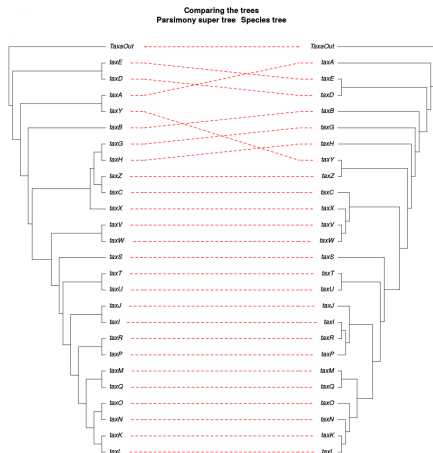 Comparing the trees
Parsimony super tree Species tree
TaxaOut TaxaOut
taxE taxA
taxD taxE
taxA taxD
taxY taxB
taxB taxG
taxG taxH
taxH taxY
taxZ taxZ
taxC taxC
taxX taxX
taxV taxV
taxW taxW
taxS taxS
taxT taxT
taxU taxU
taxJ taxJ
taxI taxI
taxR taxR
taxP taxP
taxM taxM
taxQ taxQ
taxO taxO
taxN taxN
taxK taxK
taxL taxL